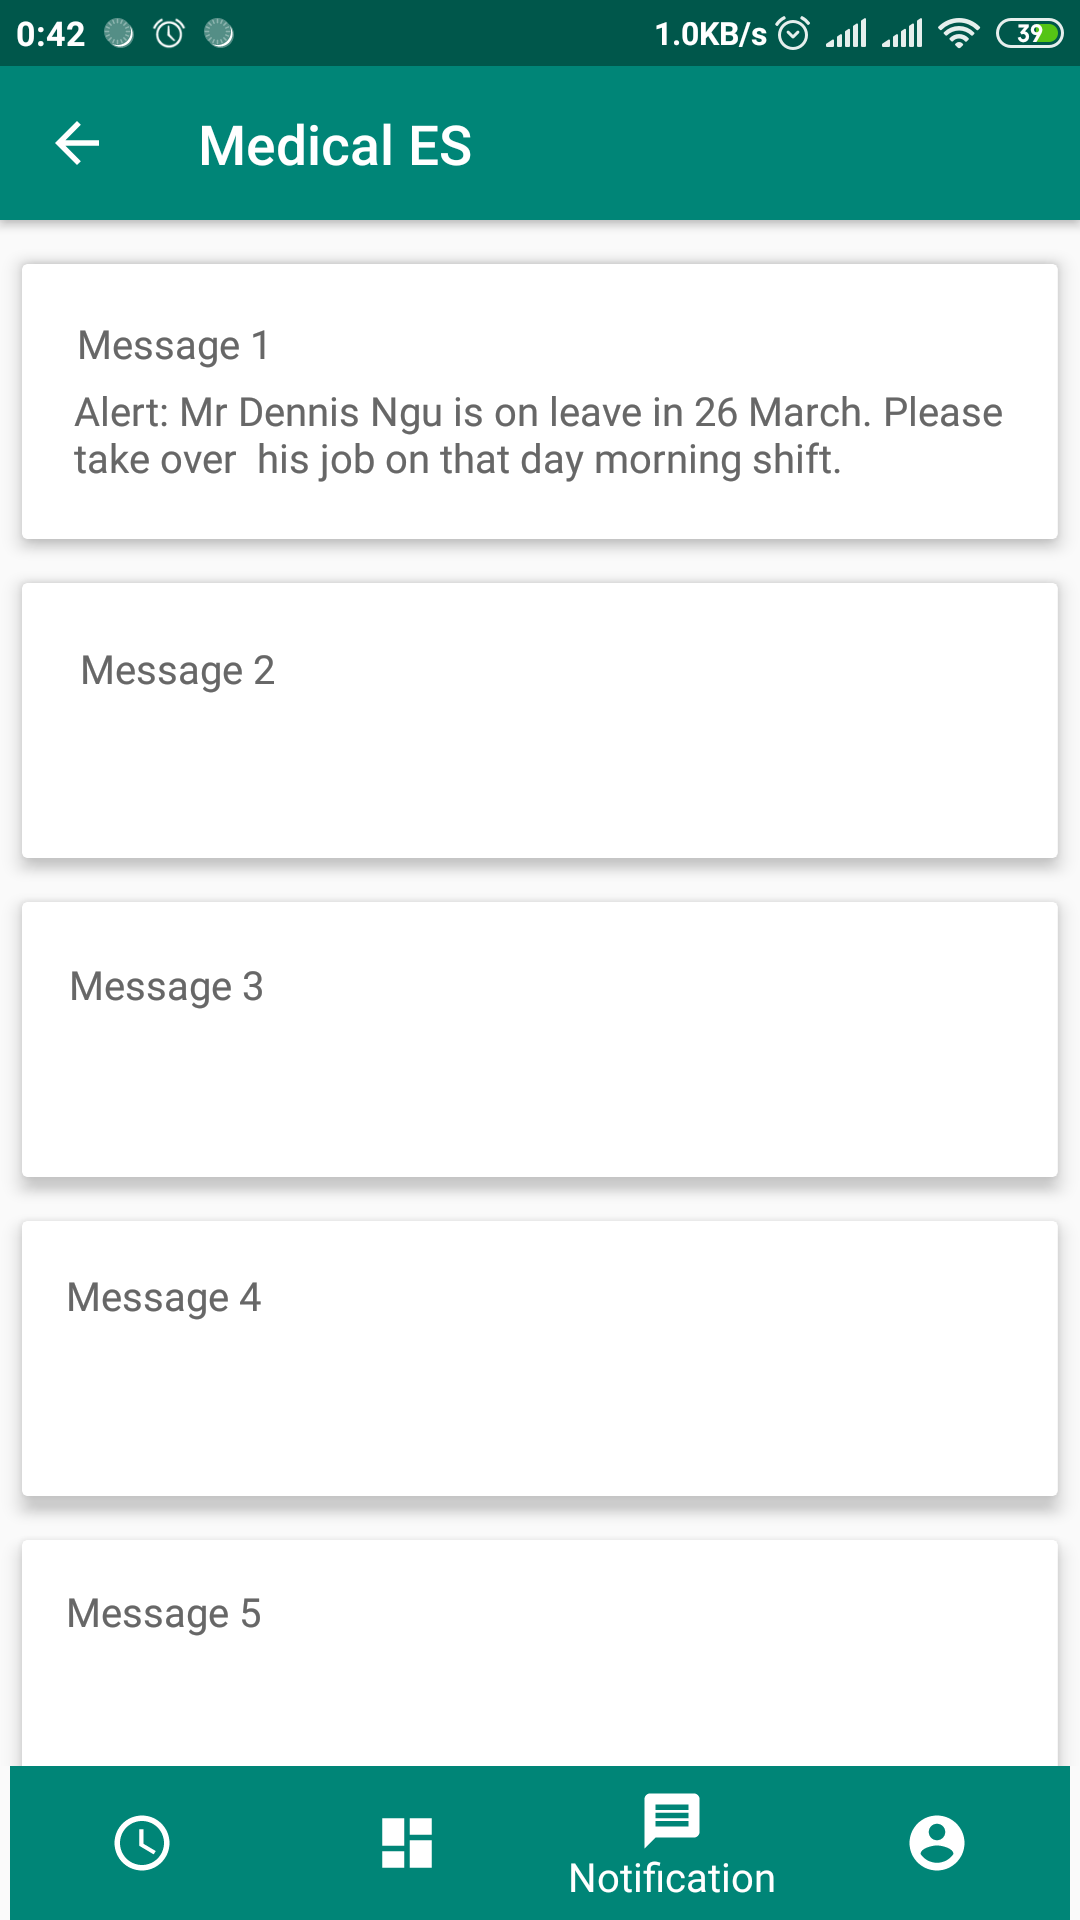 0:42 1.0KB/s 39
Medical ES
Message 1
Alert: Mr Dennis Ngu is on leave in 26 March. Please
take over  his job on that day morning shift.
Message 2
Message 3
Message 4
Message 5
Notification